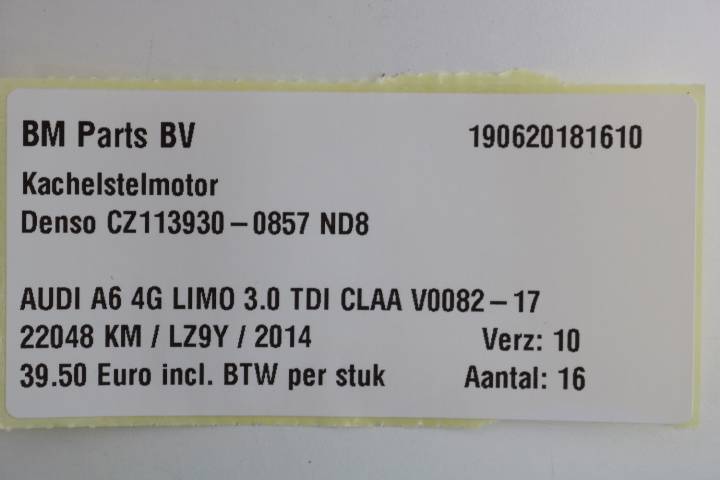 BM Parts BV 190620181610
Kachelstelmotor
Denso CZ113930-0857 ND8
AUDI A6 4G LIMO 3.0 TDI CLAA V0082-17
22048 KM / LZ9Y / 2014 Verz: 10
39.50 Euro incl. BTW per stuk Aantal: 16